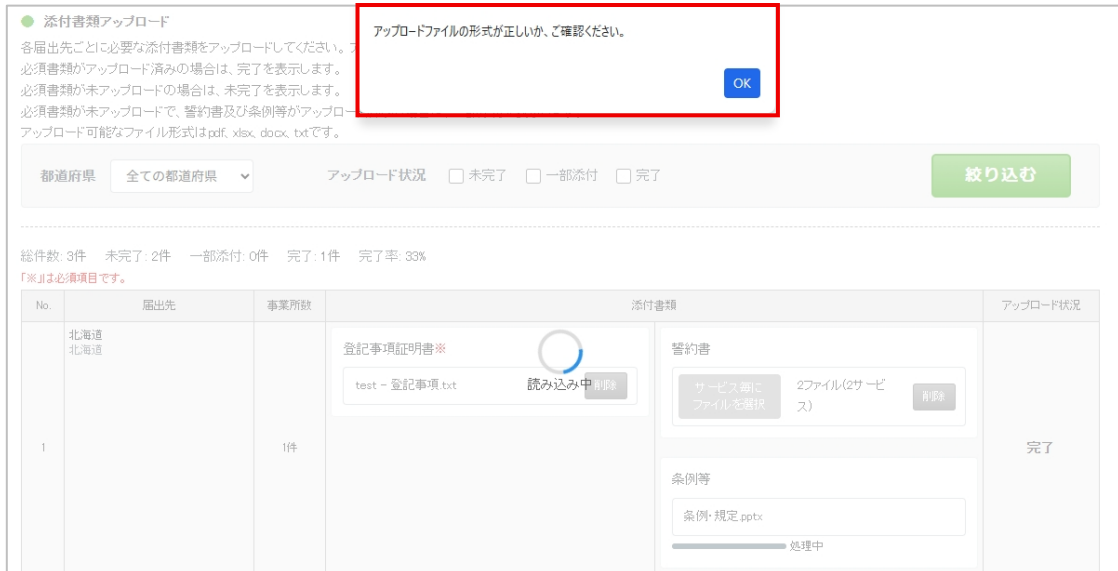 添付書類アップロード
アップロードファイルの形式が正しいか、ご確認ください。
OK
各届出先ごとに必要な添付書類をアップロードしてください。
必須書類がアップロード済みの場合は、完了を表示します。
必須書類が未アップロードの場合は、未完了を表示します。
必須書類が未アップロードで、誓約書及び条例等がアップロー
アップロード可能なファイル形式はpdf、xlsx、docx、txtです。
都道府県 全ての都道府県 アップロード状況 未完了 一部添付 完了 絞り込む
総件数: 3件 未完了: 2件 一部添付: 0件 完了: 1件 完了率: 33%
「※」は必須項目です。
No. 届出先 事業所数 添付書類 アップロード状況
北海道
北海道
登記事項証明書※
誓約書
test - 登記事項.txt
読み込み中
削除
サービス毎に
ファイルを選択
2ファイル(2サービ
ス)
削除
1
1件
完了
条例等
条例・規定.pptx
処理中